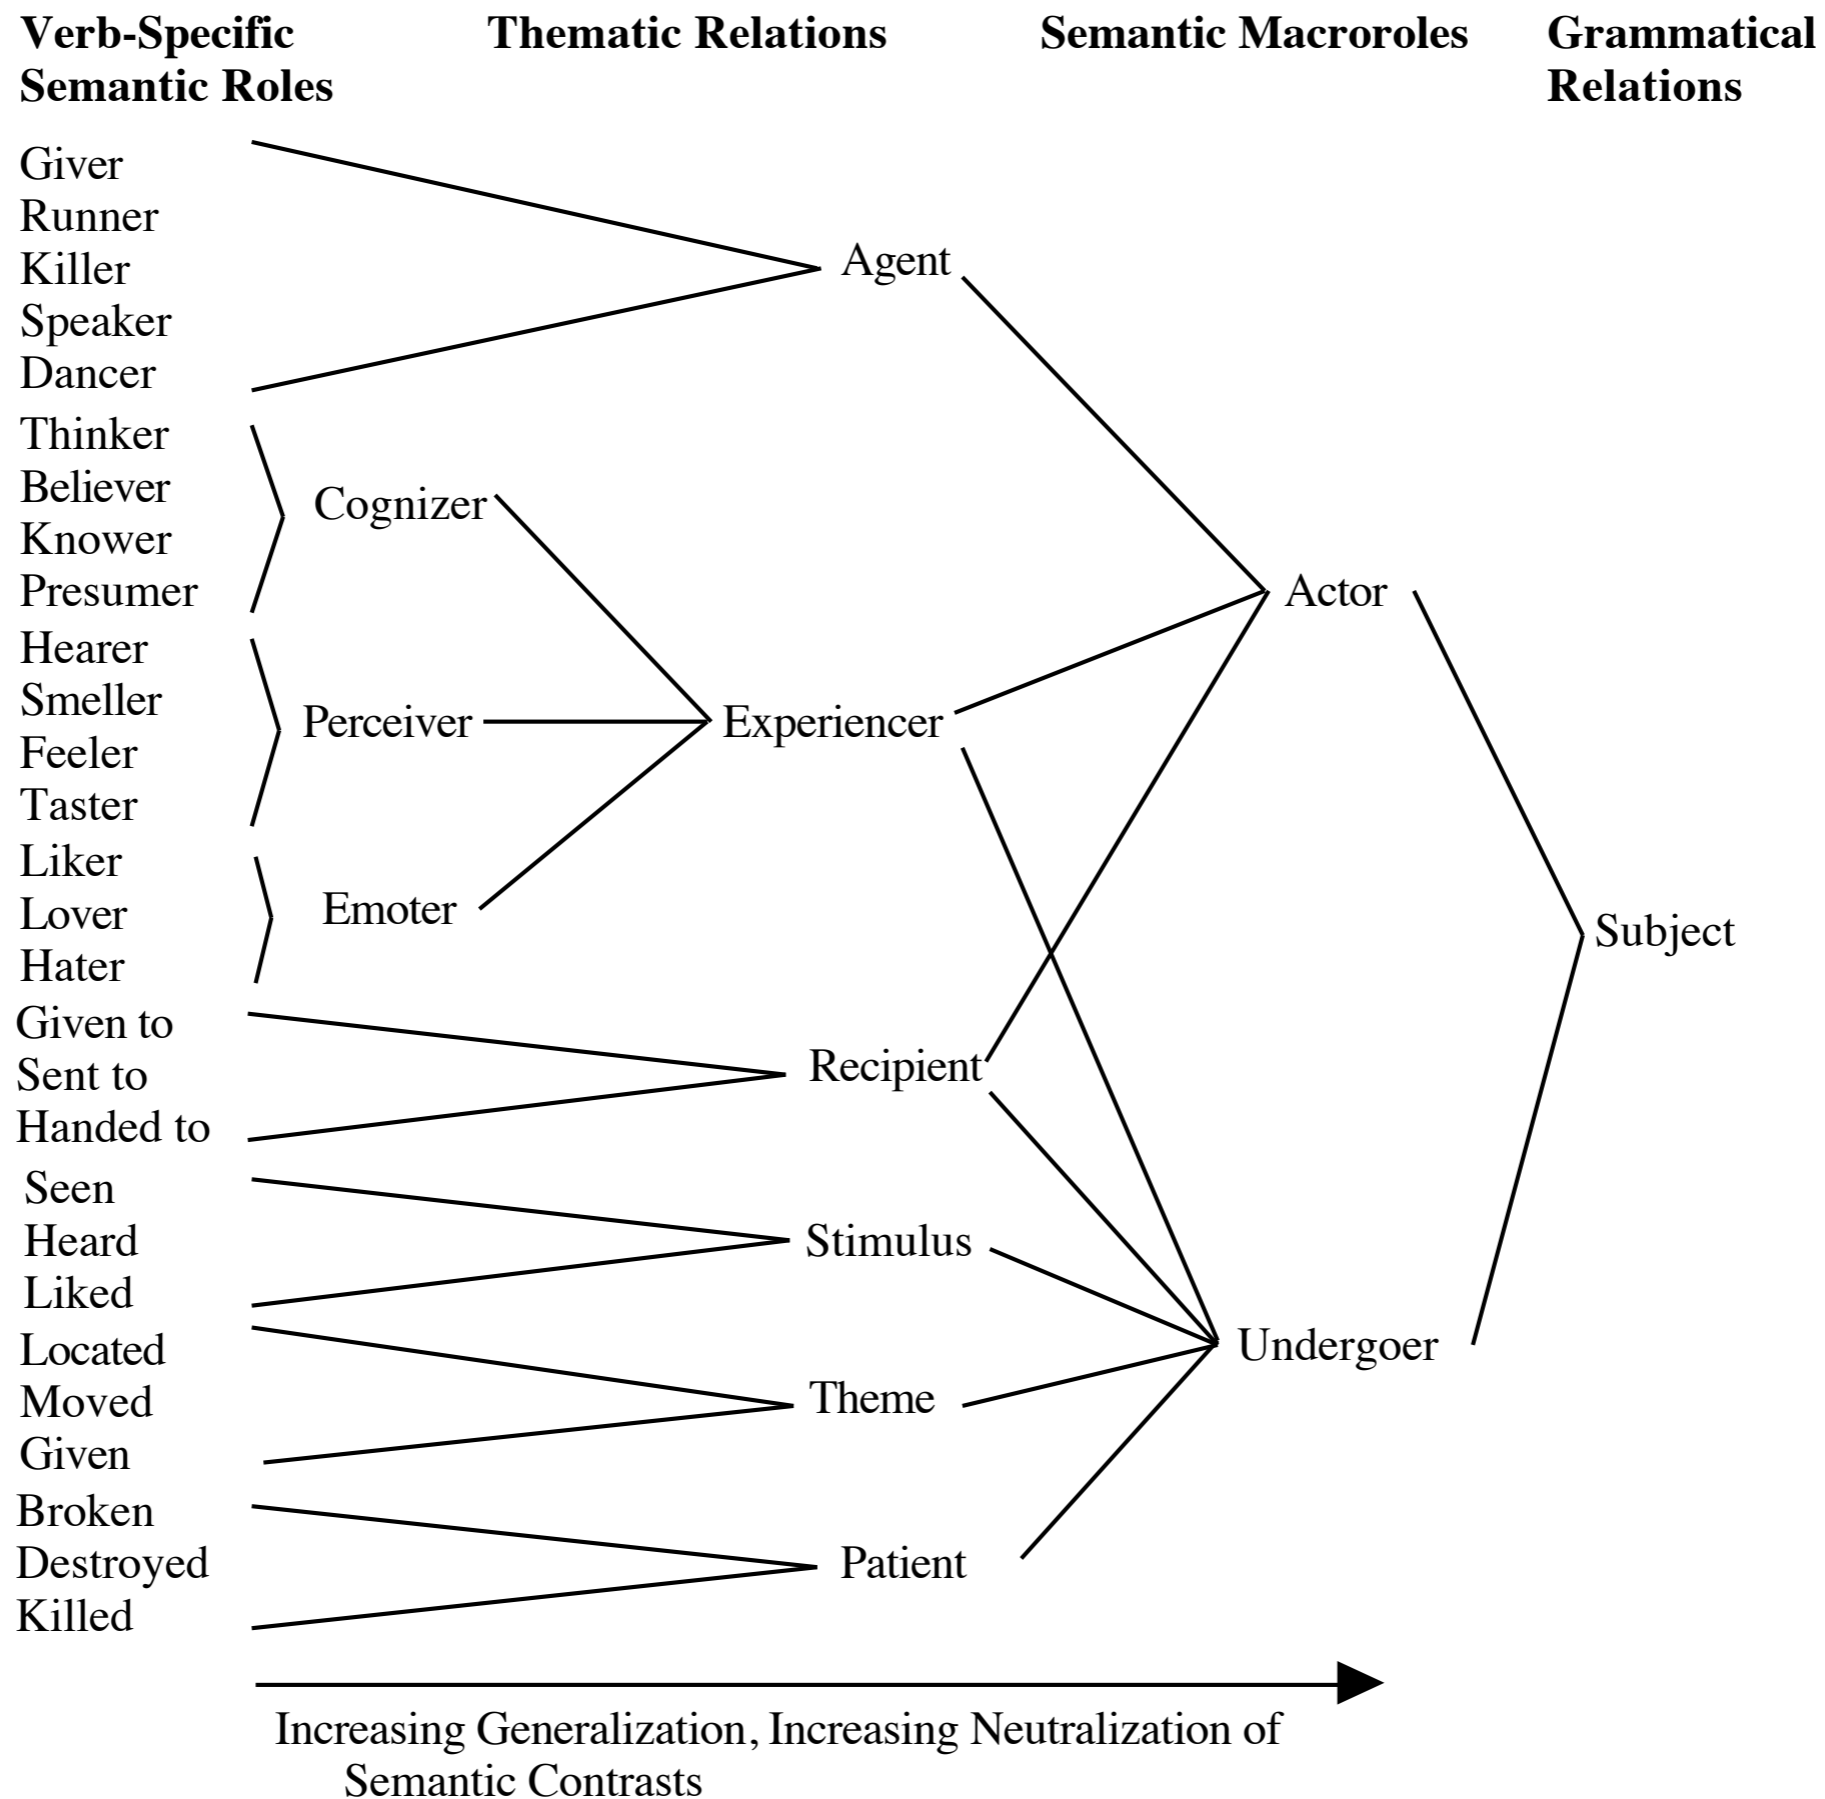 Verb-Specific
Semantic Roles
Thematic Relations
Semantic Macroroles
Grammatical
Relations
Giver
Runner
Killer
Speaker
Dancer
Thinker
Believer
Knower
Presumer
Hearer
Smeller
Feeler
Taster
Liker
Lover
Hater
Given to
Sent to
Handed to
Seen
Heard
Liked
Located
Moved
Given
Broken
Destroyed
Killed
Cognizer
Perceiver
Emoter
Agent
Experiencer
Recipient
Stimulus
Theme
Patient
Actor
Undergoer
Subject
Increasing Generalization, Increasing Neutralization of
Semantic Contrasts